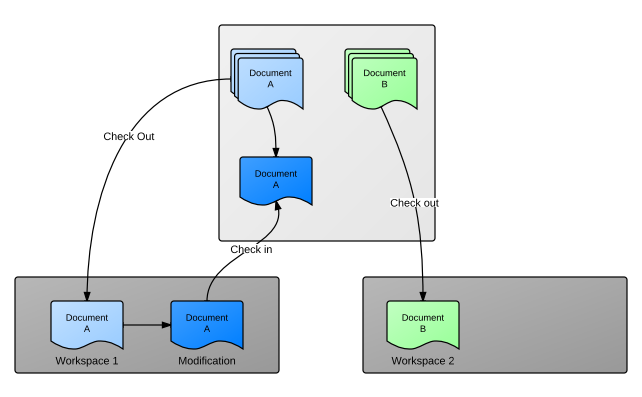 Document
A
Document
B
Check Out
Document
A
Check out
Check in
Document
A
Document
A
Document
B
Workspace 1
Modification
Workspace 2